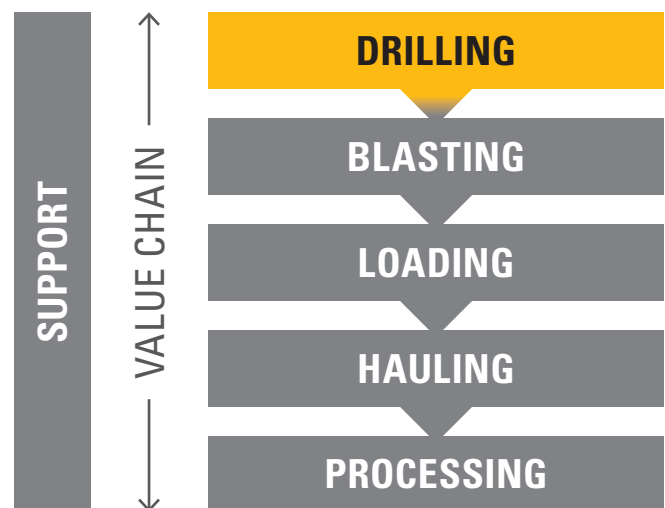 SUPPORT
VALUE CHAIN
DRILLING
BLASTING
LOADING
HAULING
PROCESSING